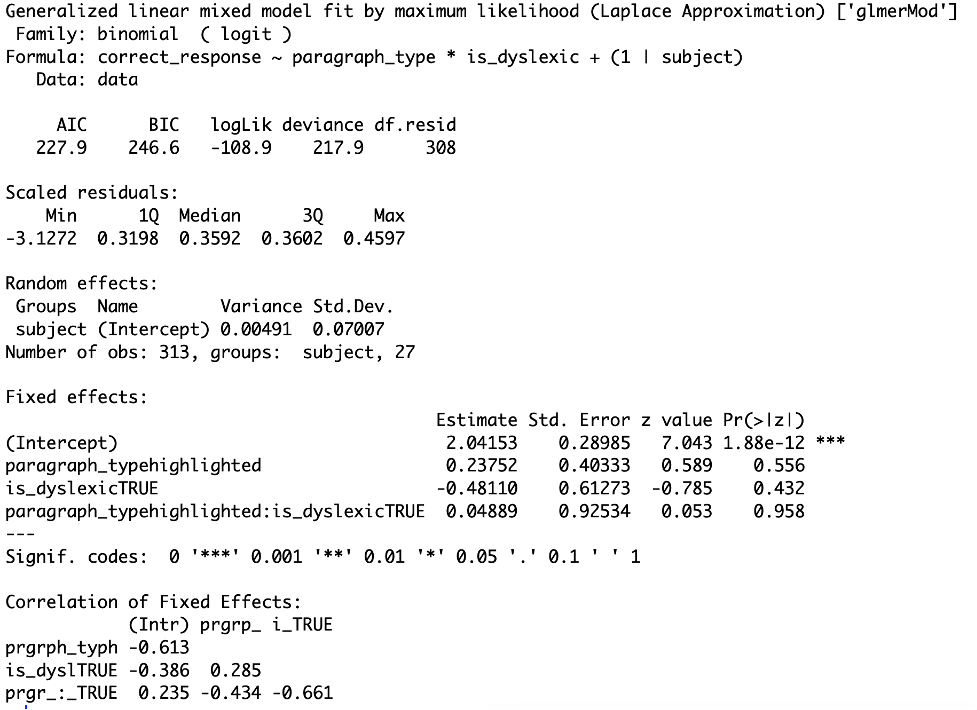 Generalized linear mixed model fit by maximum likelihood (Laplace Approximation) ['glmerMod']
 Family: binomial  ( logit )
Formula: correct_response ~ paragraph_type * is_dyslexic + (1 | subject)
   Data: data

     AIC      BIC   logLik deviance df.resid
   227.9    246.6   -108.9    217.9      308

Scaled residuals:
    Min      1Q  Median      3Q     Max
-3.1272  0.3198  0.3592  0.3602  0.4597

Random effects:
 Groups  Name        Variance Std.Dev.
 subject (Intercept) 0.00491  0.07007
Number of obs: 313, groups:  subject, 27

Fixed effects:
                                          Estimate Std. Error z value Pr(>|z|)
(Intercept)                                2.04153    0.28985   7.043 1.88e-12 ***
paragraph_typehighlighted                  0.23752    0.40333   0.589    0.556
is_dyslexicTRUE                           -0.48110    0.61273  -0.785    0.432
paragraph_typehighlighted:is_dyslexicTRUE  0.04889    0.92534   0.053    0.958
---
Signif. codes:  0 '***' 0.001 '**' 0.01 '*' 0.05 '.' 0.1 ' ' 1

Correlation of Fixed Effects:
            (Intr) prgrp_ i_TRUE
prgrph_typh -0.613
is_dyslTRUE -0.386  0.285
prgr_:_TRUE  0.235 -0.434 -0.661